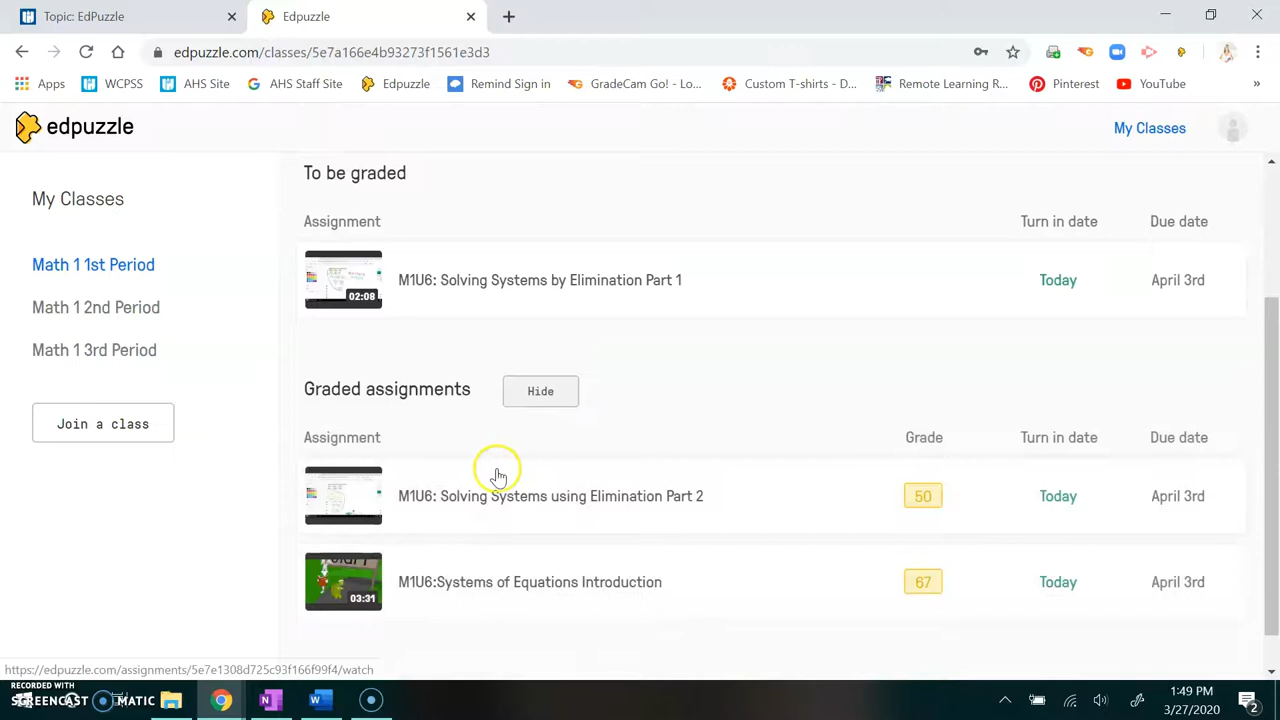 Topic: EdPuzzle
Edpuzzle
edpuzzle.com/classes/5e7a166e4b93273f1561e3d3
Apps
WCPSS
AHS Site
AHS Staff Site
Edpuzzle
Remind Sign in
GradeCam Go! - Lo...
Custom T-shirts - D...
Remote Learning R...
Pinterest
YouTube
»
edpuzzle
My Classes
My Classes
Math 1 1st Period
Math 1 2nd Period
Math 1 3rd Period
Join a class
To be graded
Assignment Turn in date Due date
02:08
M1U6: Solving Systems by Elimination Part 1 Today April 3rd
Graded assignments Hide
Assignment Grade Turn in date Due date
M1U6: Solving Systems using Elimination Part 2 50 Today April 3rd
03:31
M1U6:Systems of Equations Introduction 67 Today April 3rd
https://edpuzzle.com/assignments/5e7e1308d725c93f166f99f4/watch
RECORDED WITH
SCREENCAST MATIC
1:49 PM
3/27/2020
2